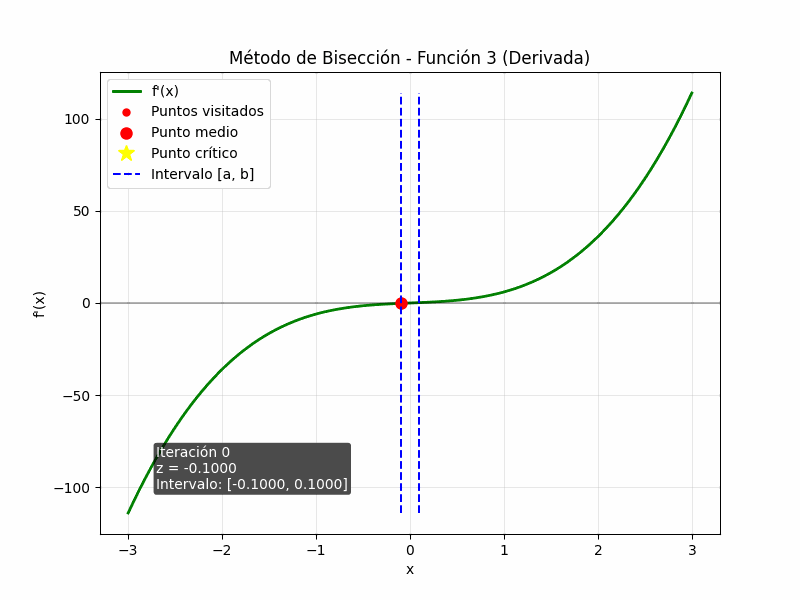 Método de Bisección - Función 3 (Derivada)
f'(x)
Puntos visitados
Punto medio
Punto crítico
Intervalo [a, b]
100
50
0
−50
−100
f'(x)
Iteración 0
z = -0.1000
Intervalo: [-0.1000, 0.1000]
−3
−2
−1
0
1
2
3
x